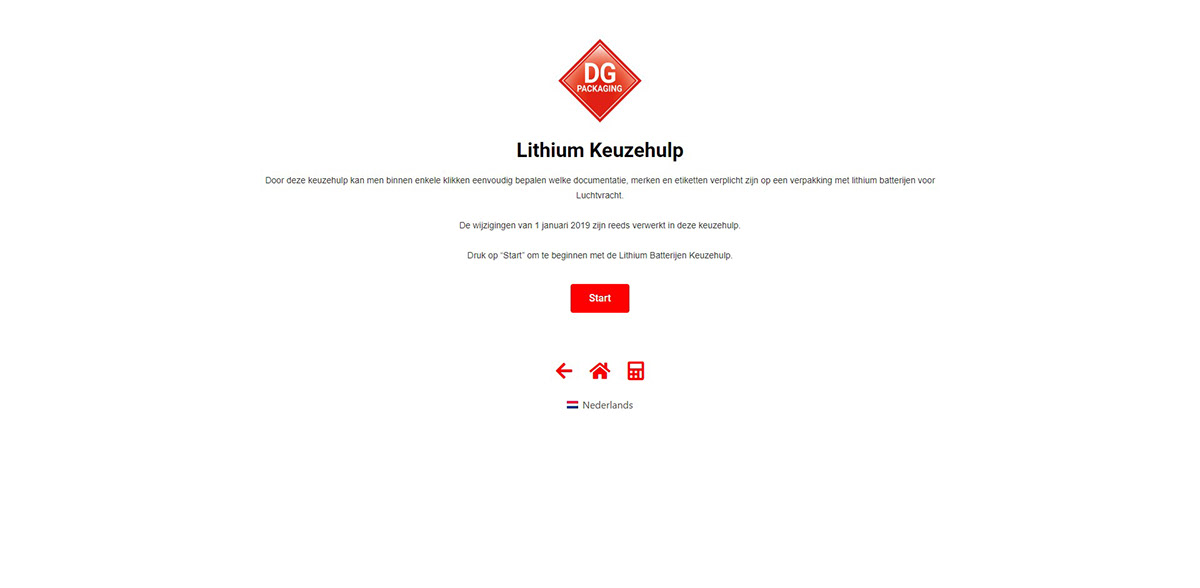 DG
PACKAGING
Lithium Keuzehulp
Door deze keuzehulp kan men binnen enkele klikken eenvoudig bepalen welke documentatie, merken en etiketten verplicht zijn op een verpakking met lithium batterijen voor
Luchtvracht.
De wijzigingen van 1 januari 2019 zijn reeds verwerkt in deze keuzehulp.
Druk op “Start” om te beginnen met de Lithium Batterijen Keuzehulp.
Start
Nederlands